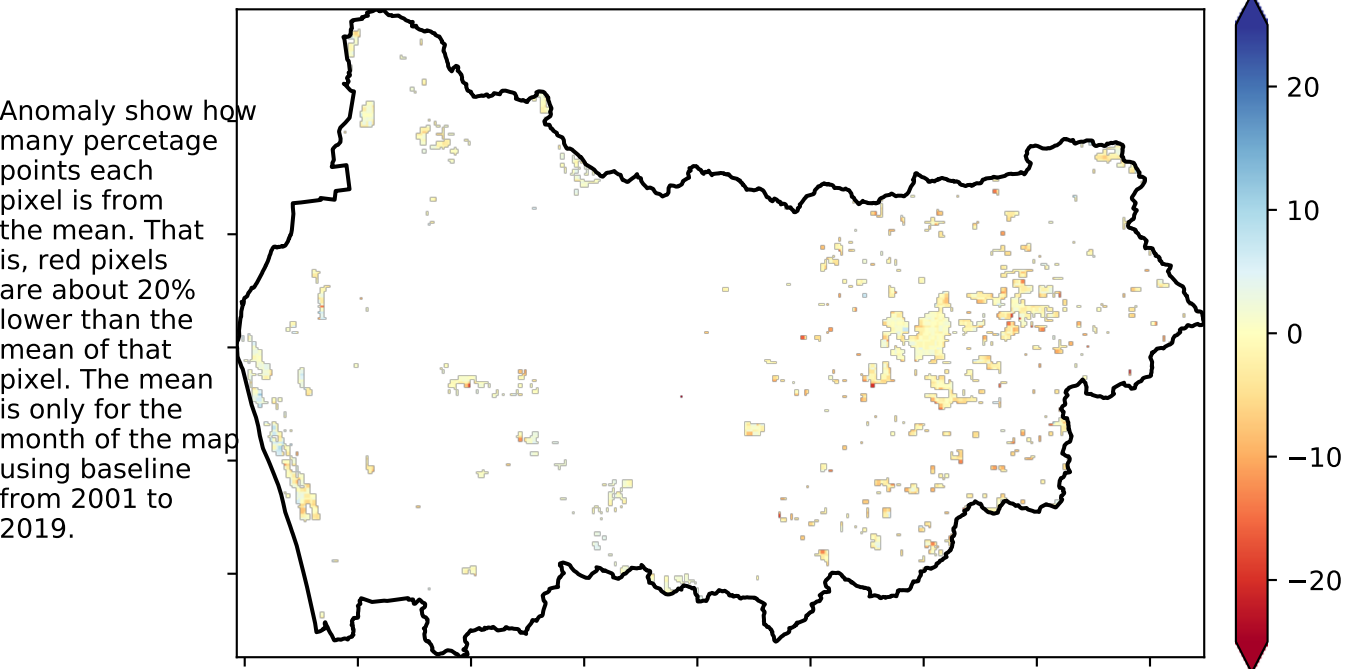 Anomaly show how
many percetage
points each
pixel is from
the mean. That
is, red pixels
are about 20%
lower than the
mean of that
pixel. The mean
is only for the
month of the map
using baseline
from 2001 to
2019.
20
10
0
−10
−20